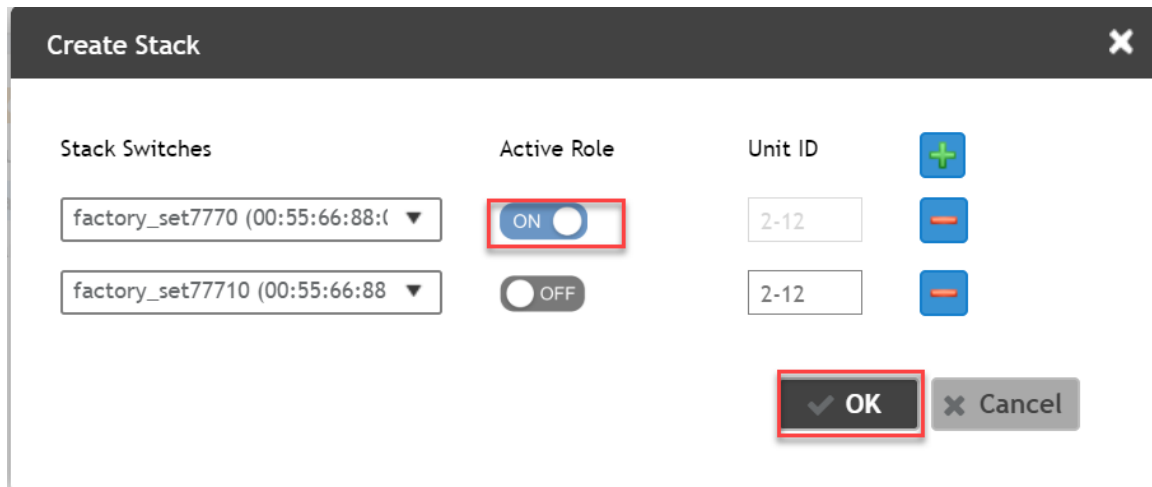 Create Stack
Stack Switches Active Role Unit ID
factory_set7770 (00:55:66:88:( ON 2-12
factory_set77710 (00:55:66:88 OFF 2-12
OK Cancel